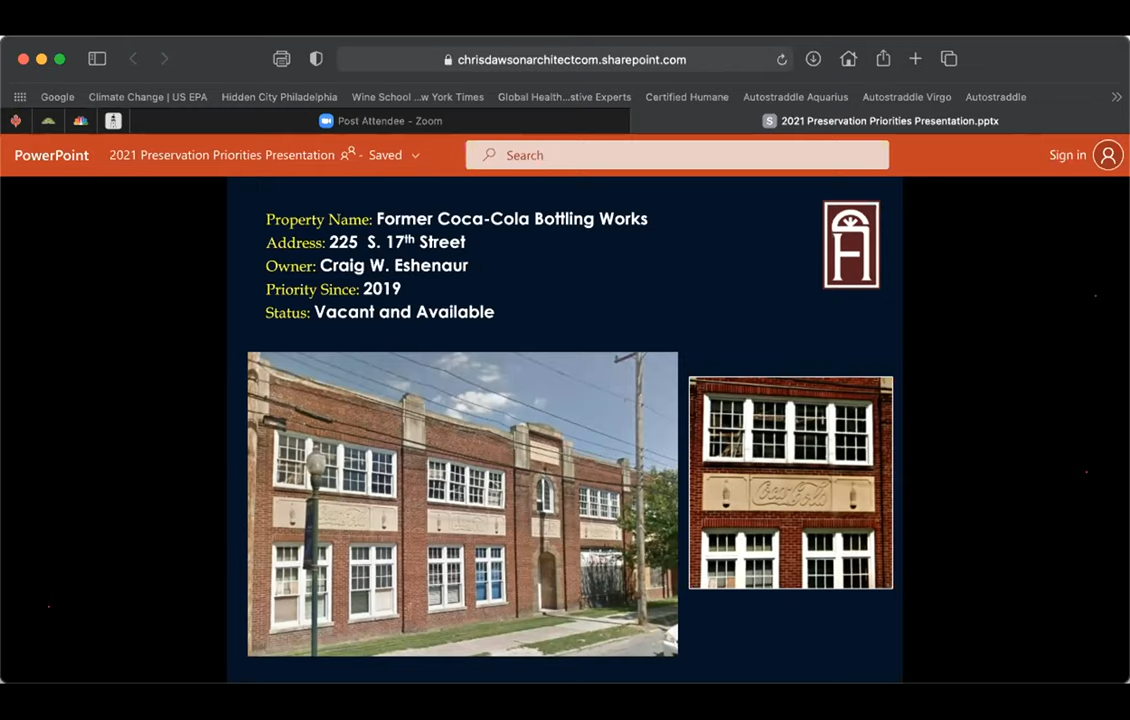 chrisdawsonarchitectcom.sharepoint.com
Google Climate Change | US EPA Hidden City Philadelphia Wine School ...w York Times Global Health...stive Experts Certified Humane Autostraddle Aquarius Autostraddle Virgo Autostraddle
Post Attendee - Zoom S 2021 Preservation Priorities Presentation.pptx
PowerPoint 2021 Preservation Priorities Presentation - Saved Search Sign in
Property Name: Former Coca-Cola Bottling Works
Address: 225 S. 17th Street
Owner: Craig W. Eshenaur
Priority Since: 2019
Status: Vacant and Available
Coca-Cola